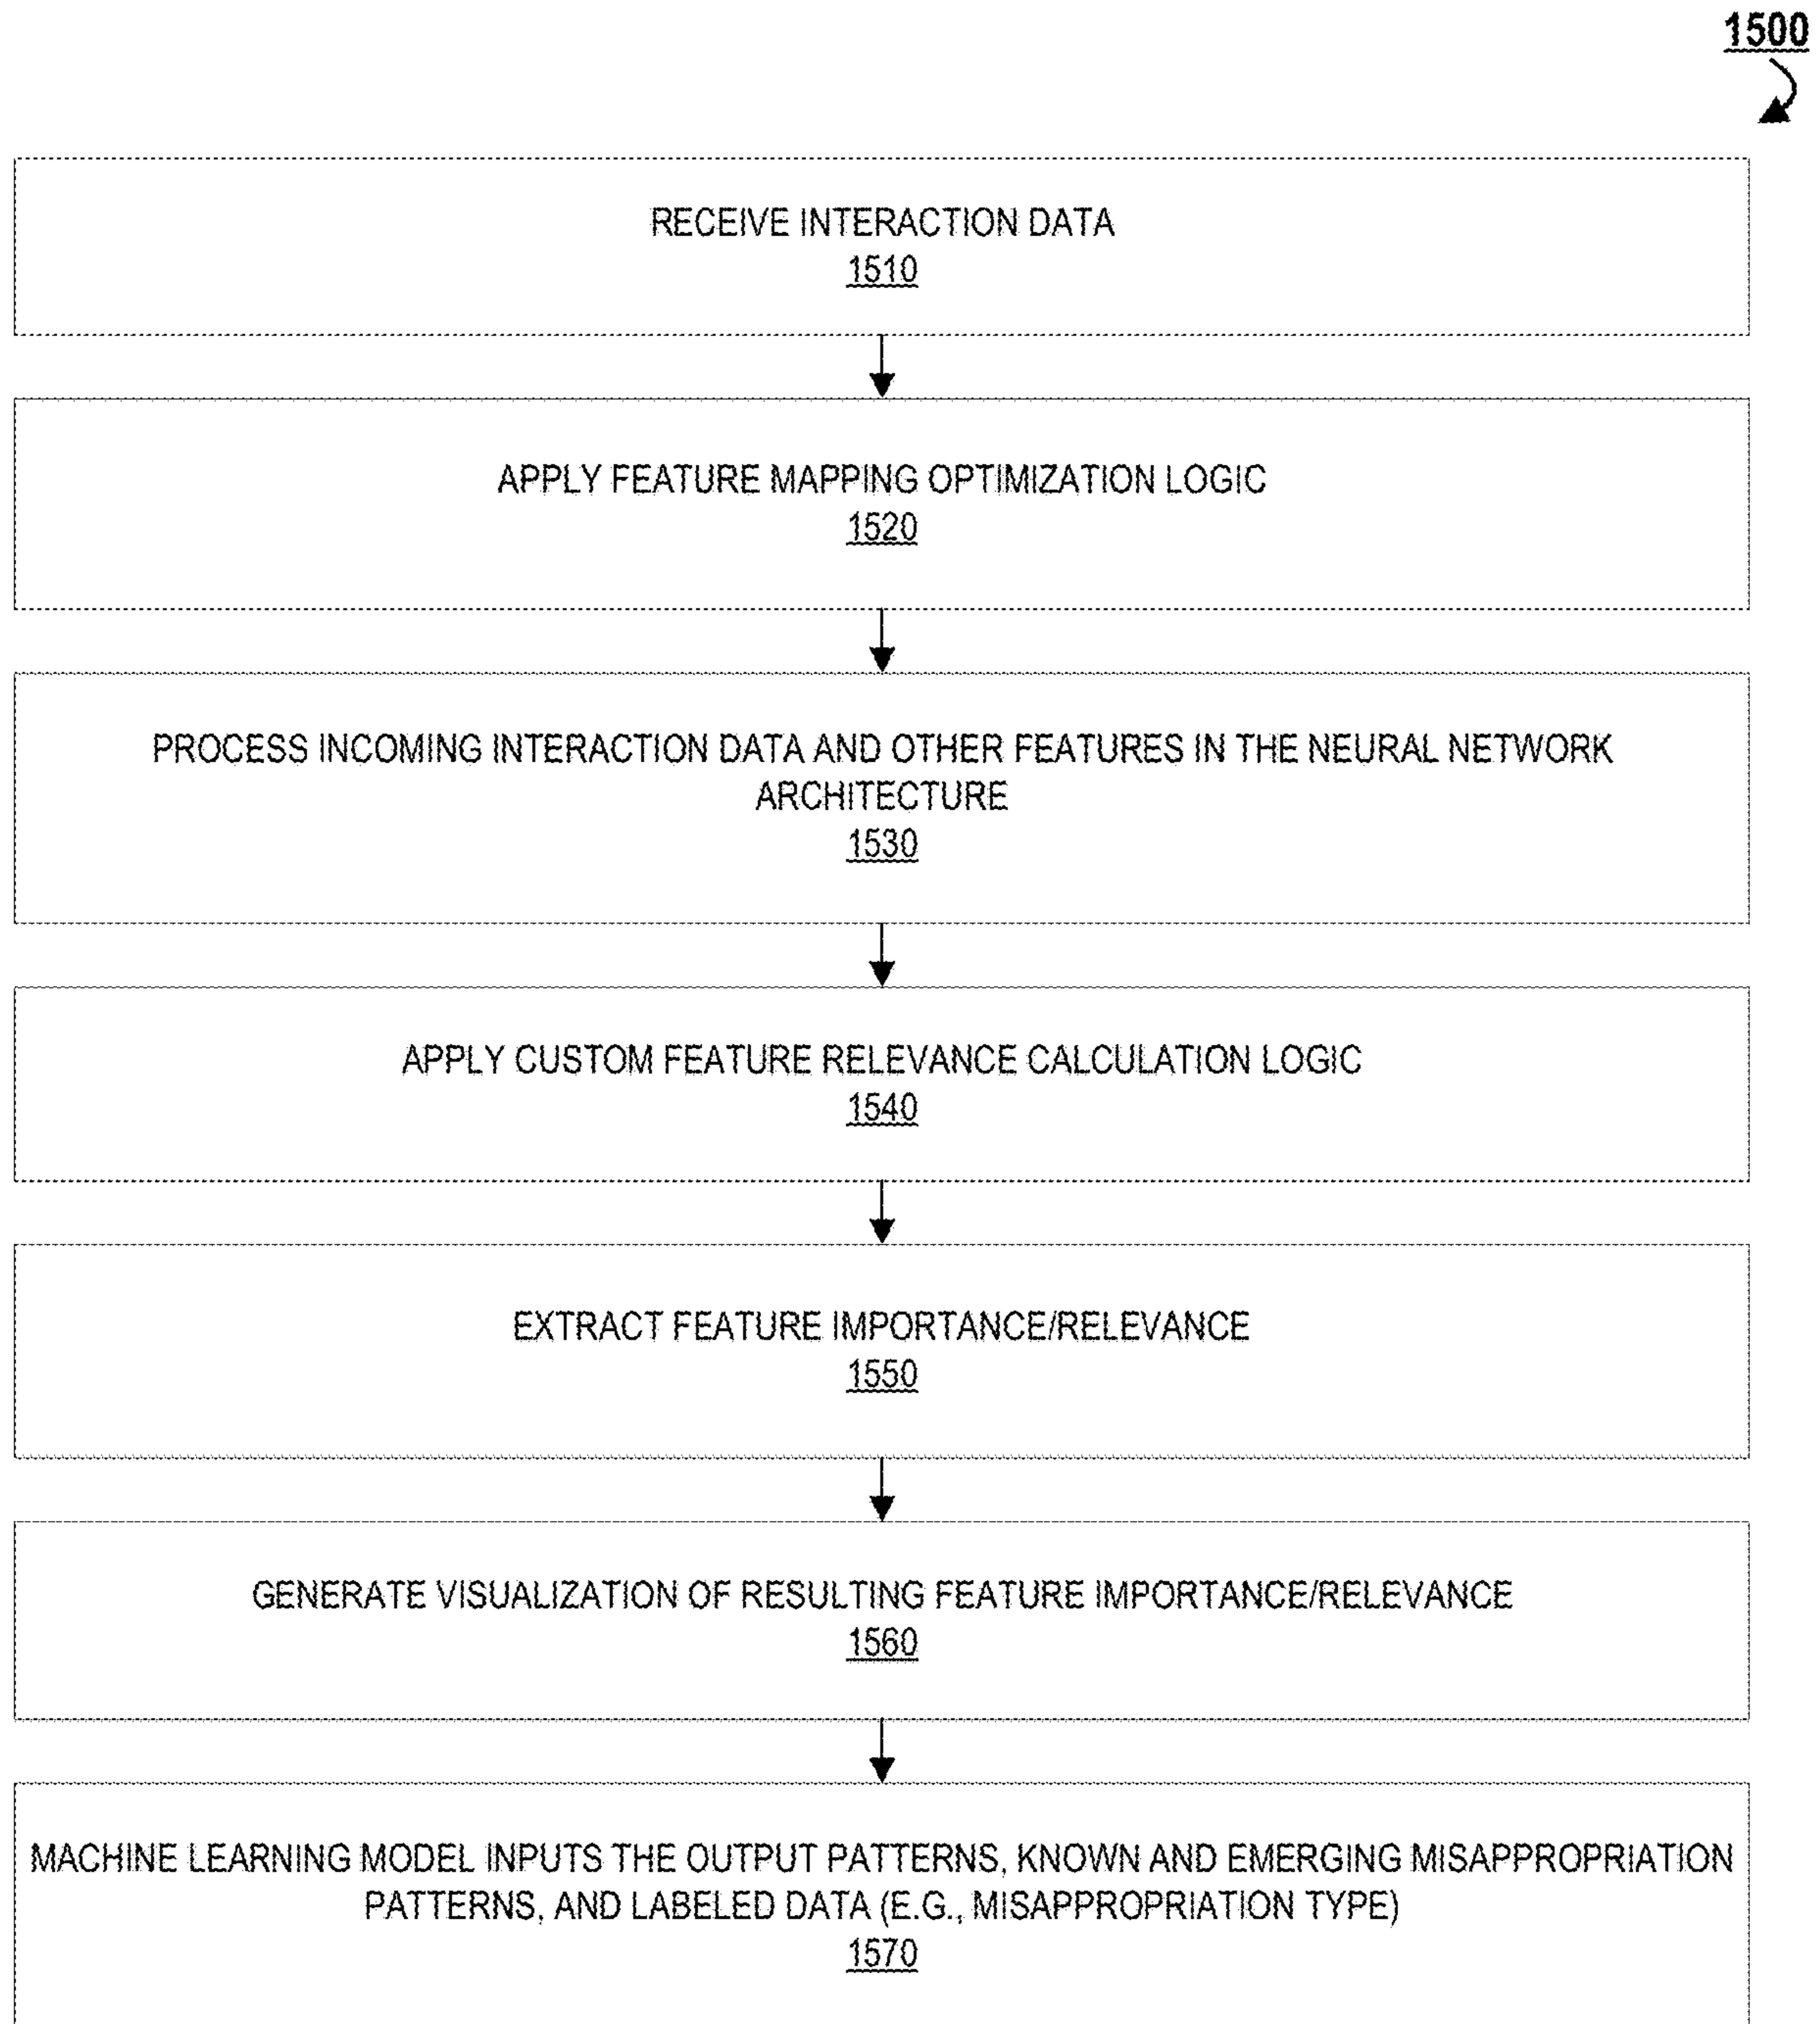 1500
RECEIVE INTERACTION DATA
1510
APPLY FEATURE MAPPING OPTIMIZATION LOGIC
1520
PROCESS INCOMING INTERACTION DATA AND OTHER FEATURES IN THE NEURAL NETWORK
ARCHITECTURE
1530
APPLY CUSTOM FEATURE RELEVANCE CALCULATION LOGIC
1540
EXTRACT FEATURE IMPORTANCE/RELEVANCE
1550
GENERATE VISUALIZATION OF RESULTING FEATURE IMPORTANCE/RELEVANCE
1560
MACHINE LEARNING MODEL INPUTS THE OUTPUT PATTERNS, KNOWN AND EMERGING MISAPPROPRIATION
PATTERNS, AND LABELED DATA (E.G., MISAPPROPRIATION TYPE)
1570